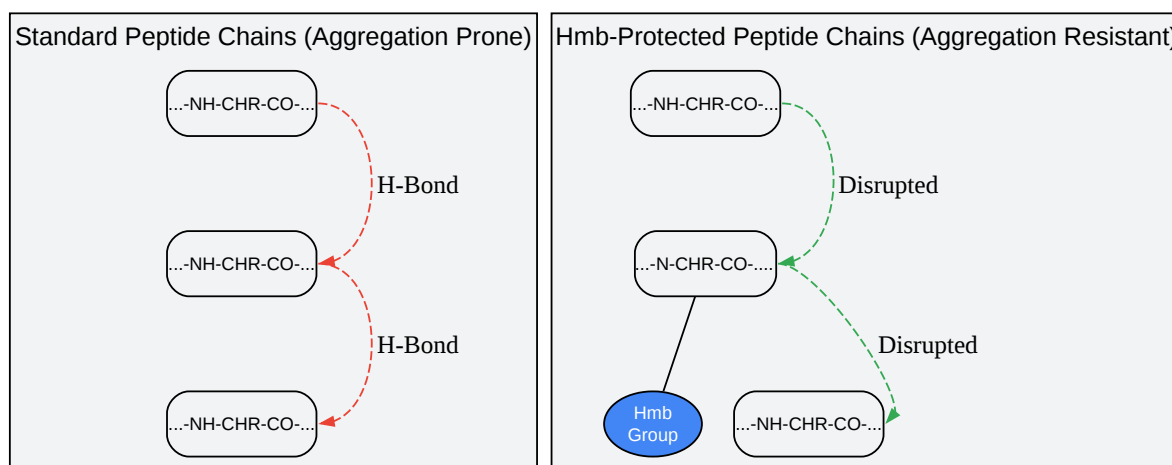 Standard Peptide Chains (Aggregation Prone)
...-NH-CHR-CO-...
H-Bond
...-NH-CHR-CO-...
H-Bond
...-NH-CHR-CO-...
Hmb-Protected Peptide Chains (Aggregation Resistant)
...-NH-CHR-CO-...
Disrupted
...-N-CHR-CO-....
Disrupted
Hmb
Group
...-NH-CHR-CO-...